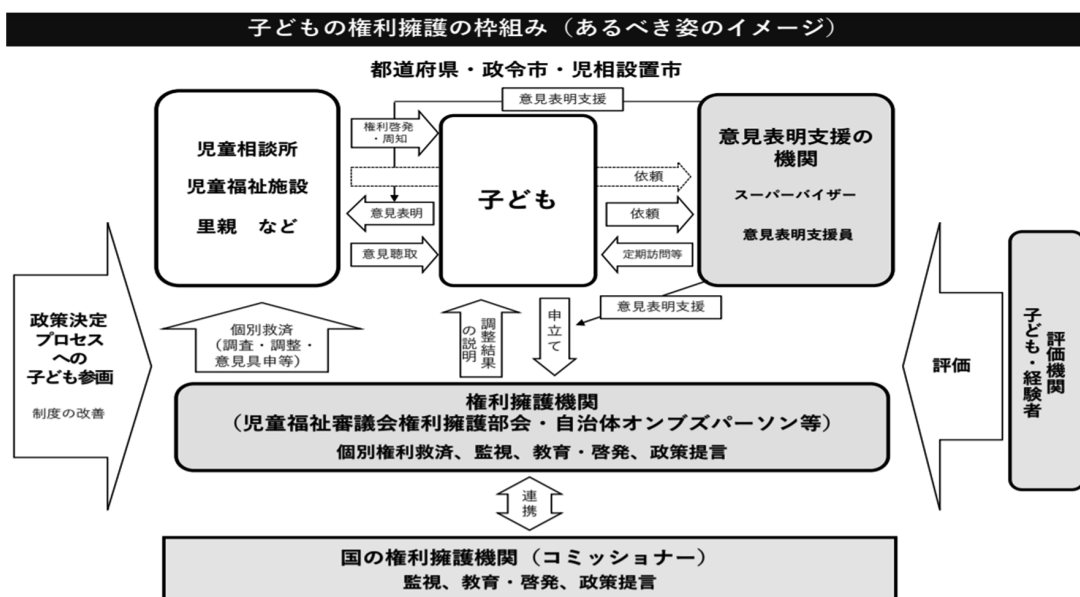 子どもの権利擁護の枠組み（あるべき姿のイメージ）
都道府県・政令市・児相設置市
意見表明支援
児童相談所
児童福祉施設
里親　など
権利啓発
・周知
意見表明
意見聴取
子ども
依頼
依頼
定期訪問等
意見表明支援の
機関
スーパーバイザー
意見表明支援員
意見表明支援
政策決定
プロセス
への
子ども参画
制度の改善
個別救済
（調査・調整・
意見具申等）
調整結果
の説明
申立て
評価
評価機関
子ども・経験者
権利擁護機関
（児童福祉審議会権利擁護部会・自治体オンブズパーソン等）
個別権利救済、監視、教育・啓発、政策提言
連携
国の権利擁護機関（コミッショナー）
監視、教育・啓発、政策提言